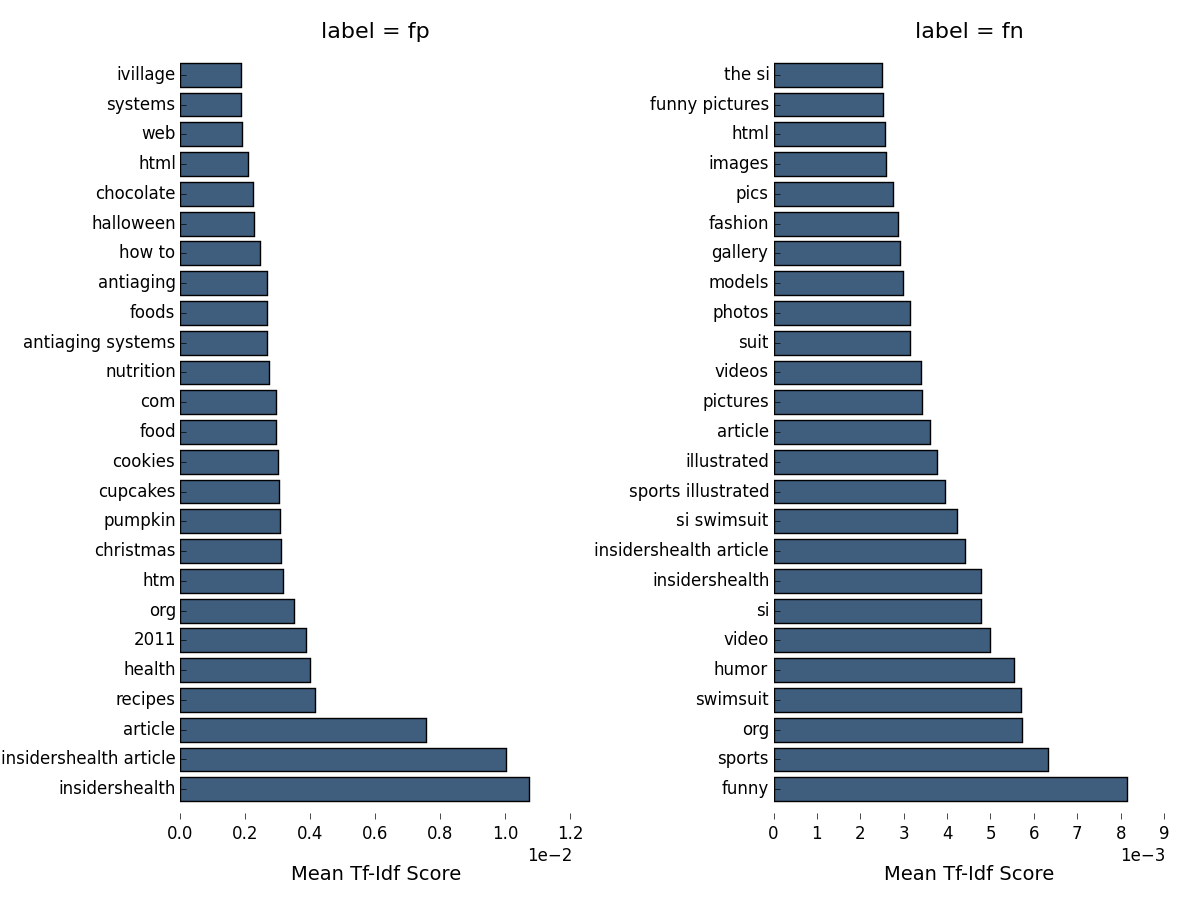 label = fp
ivillage
systems
web
html
chocolate
halloween
how to
antiaging
foods
antiaging systems
nutrition
com
food
cookies
cupcakes
pumpkin
christmas
htm
org
2011
health
recipes
article
insidershealth article
insidershealth
0.0 0.2 0.4 0.6 0.8 1.0 1.2
1e−2
Mean Tf-Idf Score
label = fn
the si
funny pictures
html
images
pics
fashion
gallery
models
photos
suit
videos
pictures
article
illustrated
sports illustrated
si swimsuit
insidershealth article
insidershealth
si
video
humor
swimsuit
org
sports
funny
0 1 2 3 4 5 6 7 8 9
1e−3
Mean Tf-Idf Score